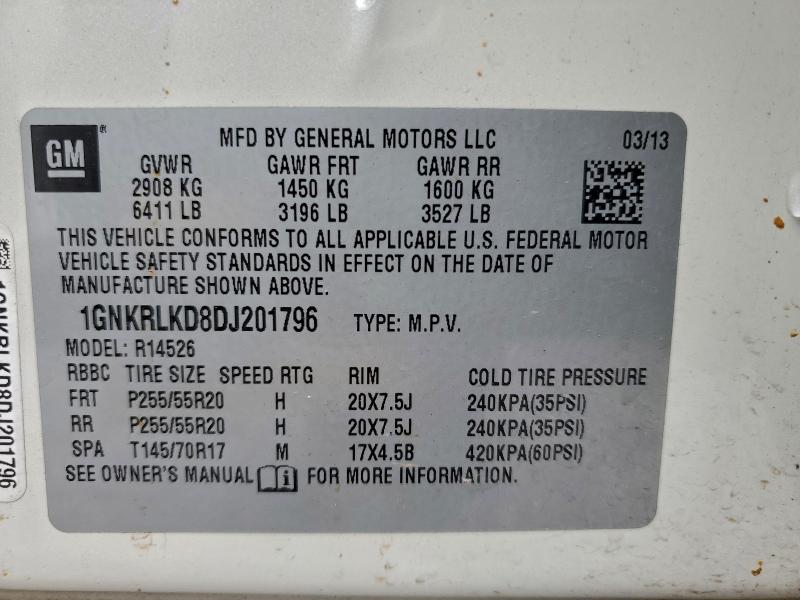 GM
MFD BY GENERAL MOTORS LLC 03/13
GVWR GAWR FRT GAWR RR
2908 KG 1450 KG 1600 KG
6411 LB 3196 LB 3527 LB
THIS VEHICLE CONFORMS TO ALL APPLICABLE U.S. FEDERAL MOTOR
VEHICLE SAFETY STANDARDS IN EFFECT ON THE DATE OF
MANUFACTURE SHOWN ABOVE.
1GNKRLKD8DJ201796 TYPE: M.P.V.
MODEL: R14526
RBBC TIRE SIZE SPEED RTG RIM COLD TIRE PRESSURE
FRT P255/55R20 H 20X7.5J 240KPA(35PSI)
RR P255/55R20 H 20X7.5J 240KPA(35PSI)
SPA T145/70R17 M 17X4.5B 420KPA(60PSI)
SEE OWNER'S MANUAL FOR MORE INFORMATION.
1GNKRLKD8DJ201796